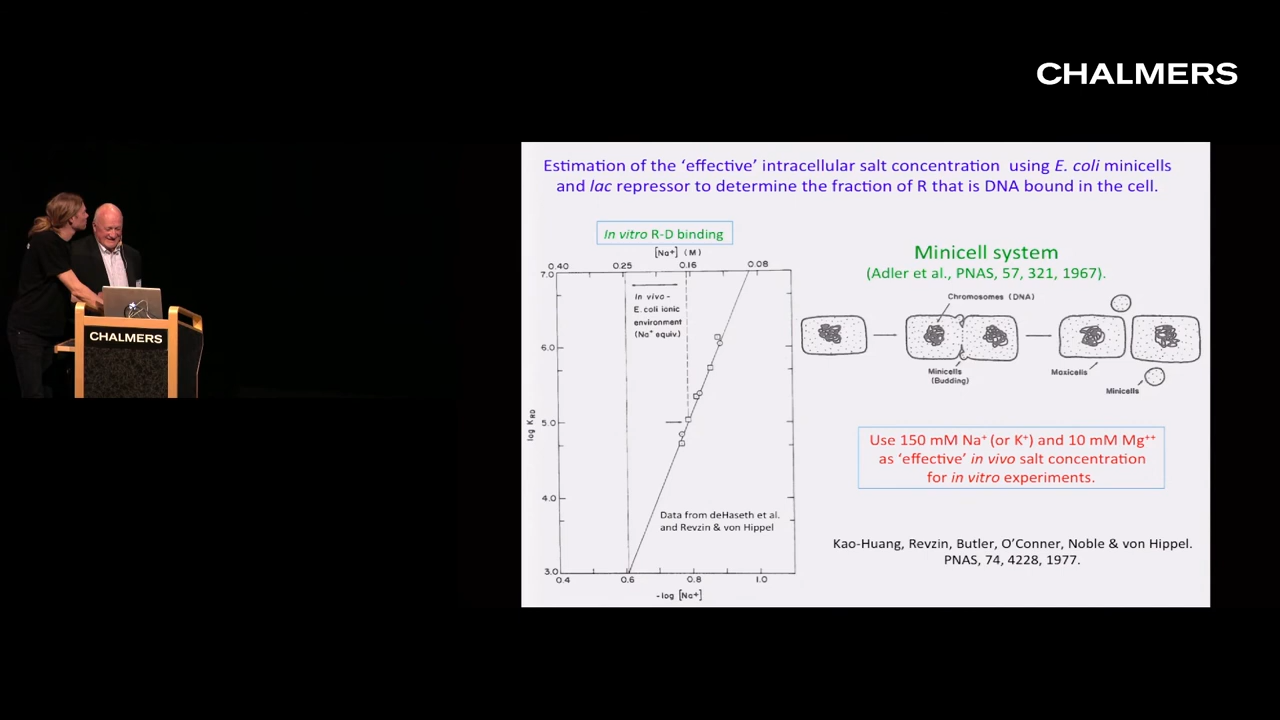 CHALMERS
CHALMERS
Estimation of the ‘effective’ intracellular salt concentration using E. coli minicells
and lac repressor to determine the fraction of R that is DNA bound in the cell.
In vitro R-D binding
[Na⁺] (M)
0.40 0.25 0.16 0.08
7.0
6.0
5.0
4.0
3.0
log K_RD
In vivo -
E. coli ionic
environment
(Na⁺ equiv.)
Data from deHaseth et al.
and Revzin & von Hippel
0.4 0.6 0.8 1.0
-log [Na+]
Minicell system
(Adler et al., PNAS, 57, 321, 1967).
Chromosomes (DNA)
Minicells
(Budding)
Maxicells
Minicells
Use 150 mM Na⁺ (or K⁺) and 10 mM Mg⁺⁺
as ‘effective’ in vivo salt concentration
for in vitro experiments.
Kao-Huang, Revzin, Butler, O’Conner, Noble & von Hippel.
PNAS, 74, 4228, 1977.